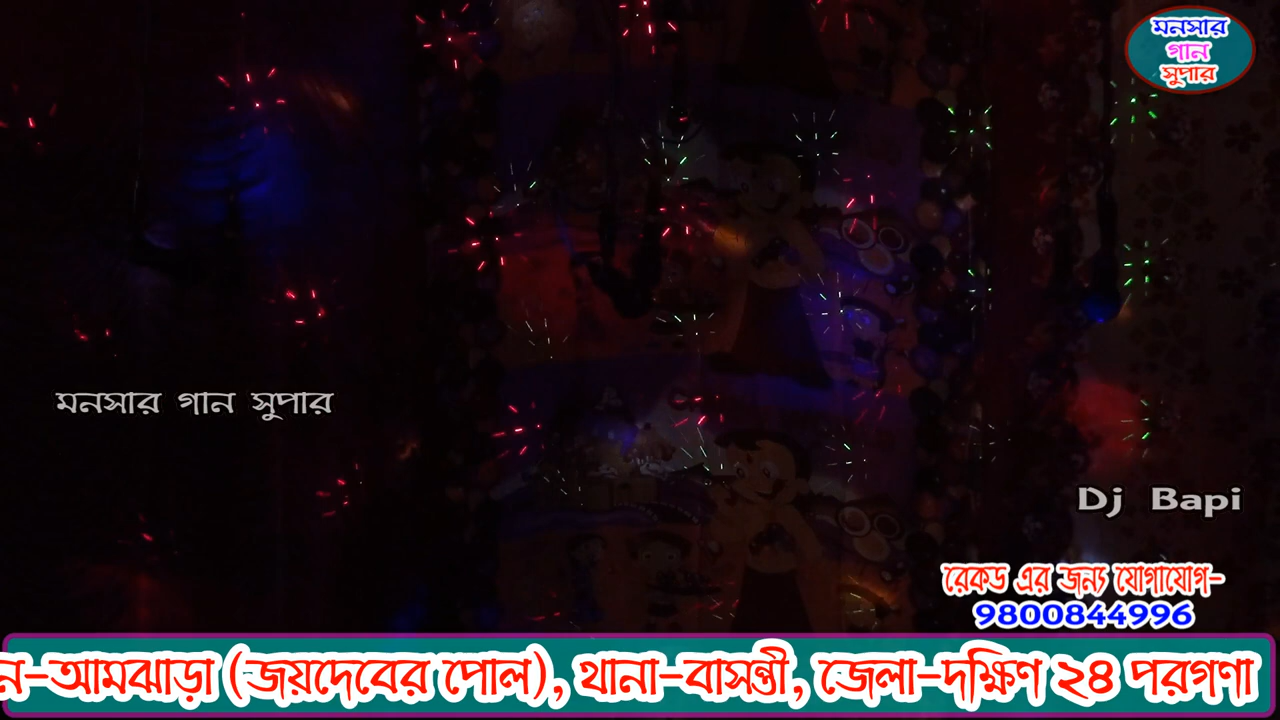 মনসার
গান
সুপার
মনসার গান সুপার
Dj Bapi
রেকড এর জন্য যোগাযোগ-
9800844996
ন-আমঝাড়া (জয়দেবের পোল), থানা-বাসন্তী, জেলা-দক্ষিণ ২৪ পরগণা